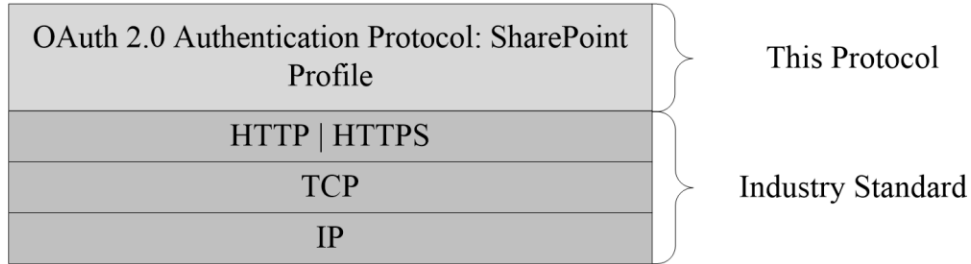 OAuth 2.0 Authentication Protocol: SharePoint
Profile
This Protocol
HTTP | HTTPS
TCP
Industry Standard
IP